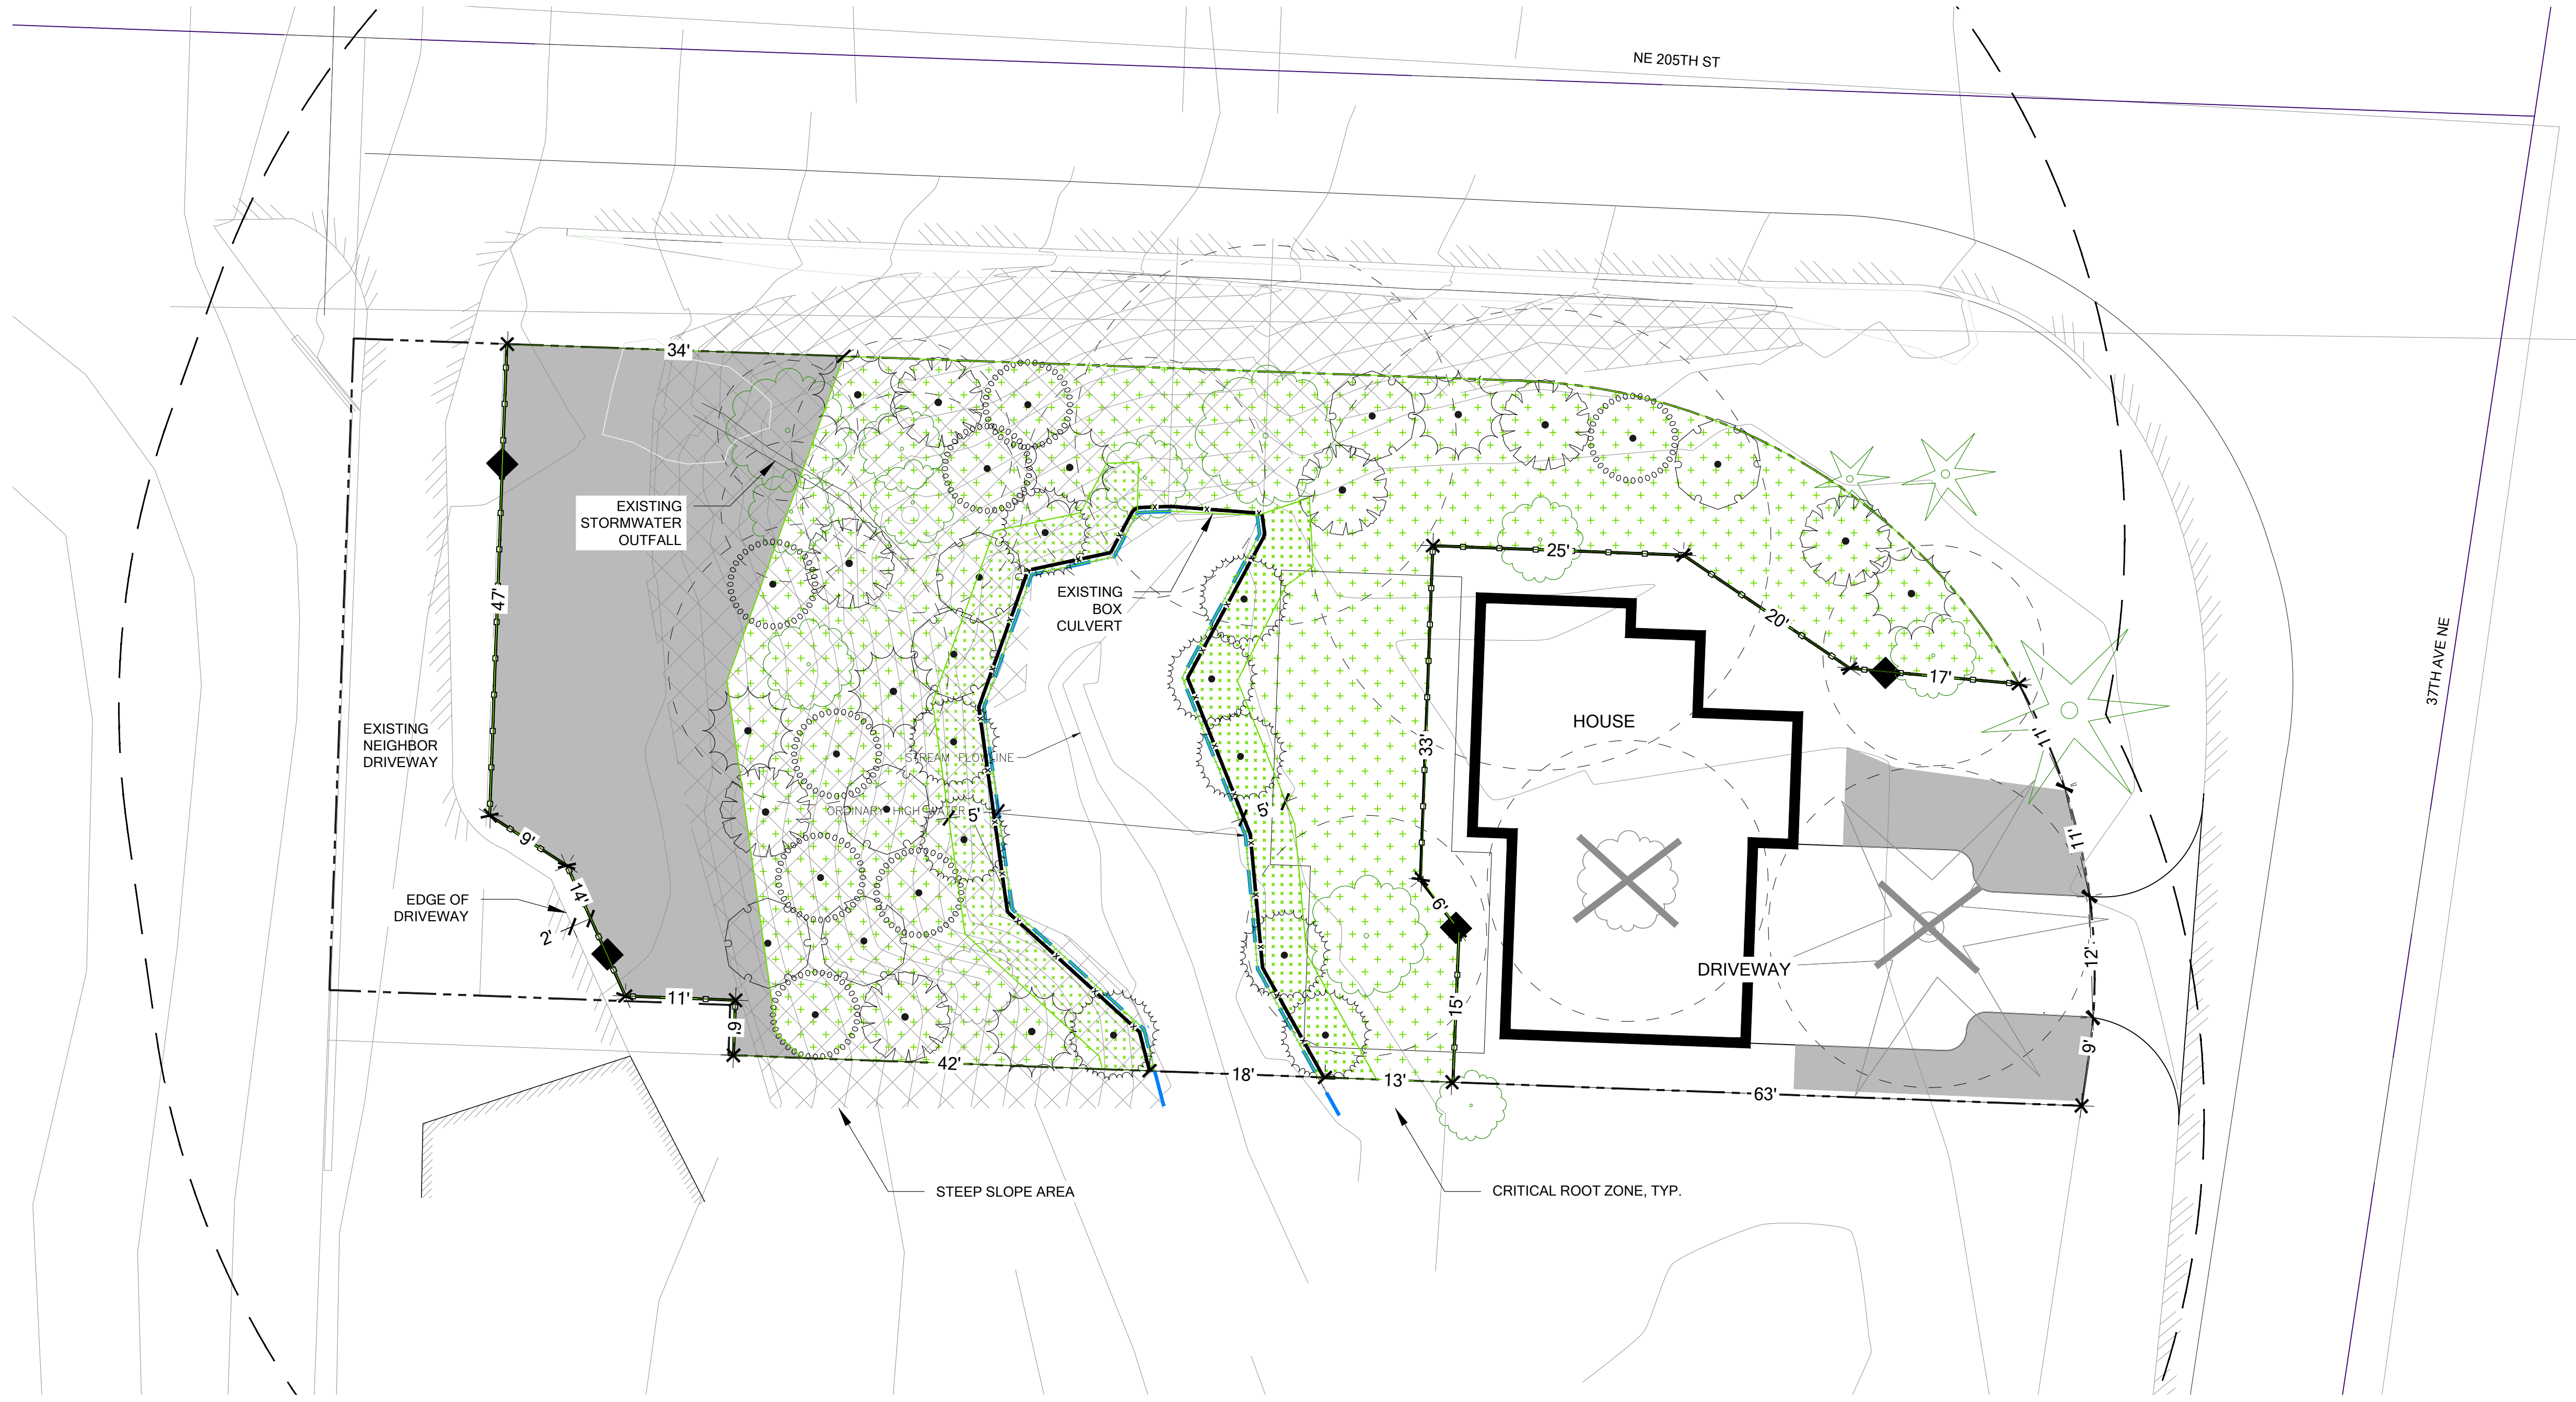 NE 205TH ST
34'
EXISTING
STORMWATER
OUTFALL
25'
EXISTING
BOX
CULVERT
47'
20'
17'
37TH AVE NE
HOUSE
EXISTING
NEIGHBOR
DRIVEWAY
11'
33'
STREAM FLOWLINE
ORDINARY HIGH WATER
5'
5'
9'
11'
14'
EDGE OF
DRIVEWAY
2'
6'
12'
DRIVEWAY
11'
15'
9'
9'
42'
18'
13'
63'
STEEP SLOPE AREA
CRITICAL ROOT ZONE, TYP.